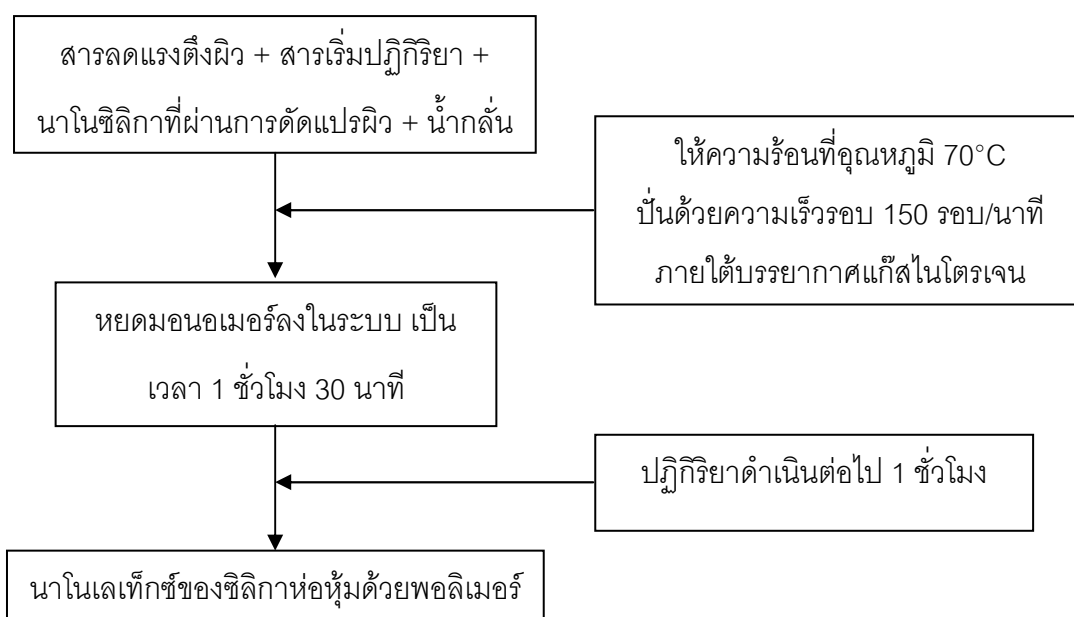 สารลดแรงตึงผิว + สารเริ่มปฏิกิริยา +
นาโนซิลิกาที่ผ่านการดัดแปรผิว + น้ำกลั่น
ให้ความร้อนที่อุณหภูมิ 70°C
ปั่นด้วยความเร็วรอบ 150 รอบ/นาที
ภายใต้บรรยากาศแก๊สไนโตรเจน
หยดมอนอเมอร์ลงในระบบ เป็น
เวลา 1 ชั่วโมง 30 นาที
ปฏิกิริยาดำเนินต่อไป 1 ชั่วโมง
นาโนเลเท็กซ์ของซิลิกาห่อหุ้มด้วยพอลิเมอร์